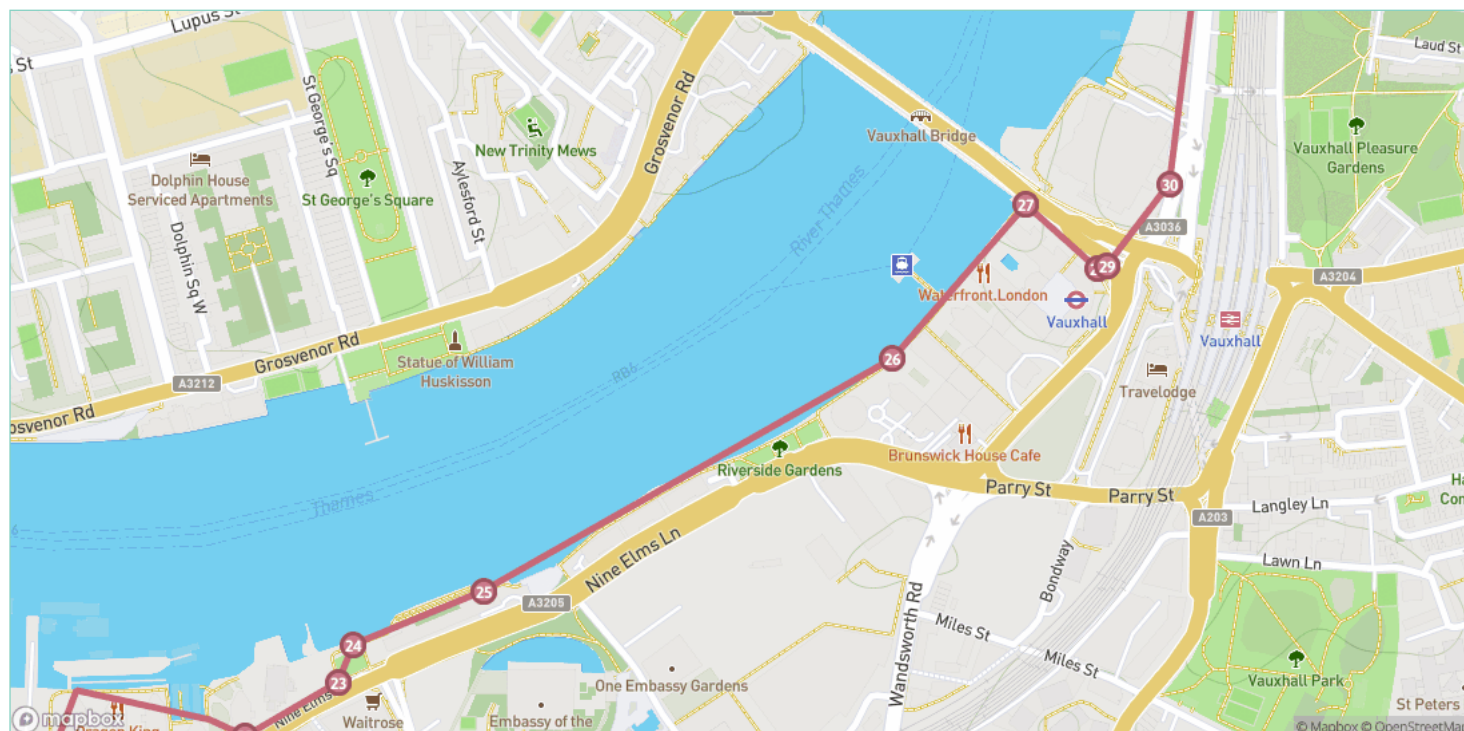 Lupus St
St
Laud St
St George's Sq
Aylesford St
Grosvenor Rd
New Trinity Mews
Vauxhall Bridge
Vauxhall Pleasure
Gardens
Dolphin House
Serviced Apartments
St George's Square
Dolphin Sq W
River Thames
27
30
A3036
29
A3204
Waterfront.London
Vauxhall
Vauxhall
Grosvenor Rd
Statue of William
Huskisson
A3212
RB6
26
Travelodge
Brunswick House Cafe
Riverside Gardens
Parry St
Parry St
A203
Langley Ln
Thames
Nine Elms Ln
Bondway
Lawn Ln
25
A3205
Wandsworth Rd
Miles St
Miles St
24
23
One Embassy Gardens
Vauxhall Park
St Peters
Nine Elms
Waitrose
Embassy of the
mapbox
© Mapbox © OpenStreetMap